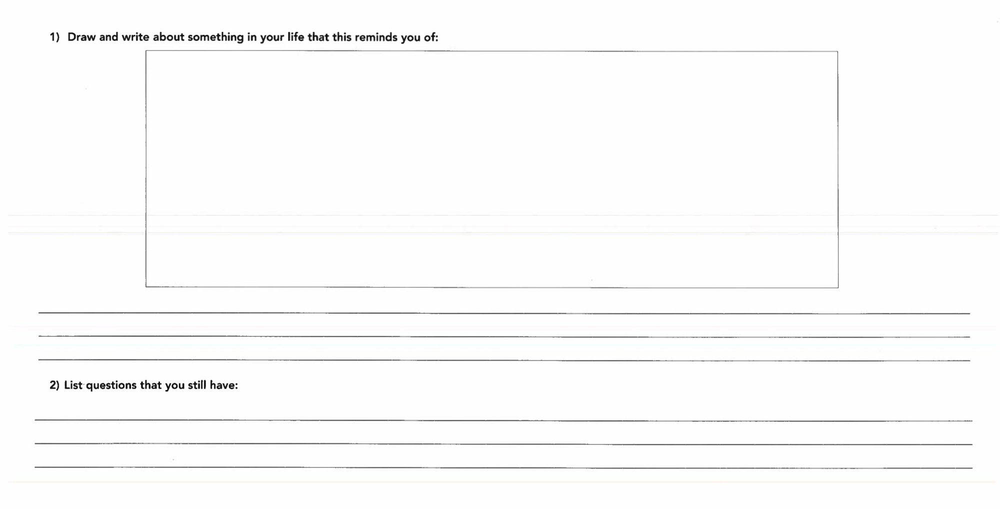 1) Draw and write about something in your life that this reminds you of:
2) List questions that you still have: